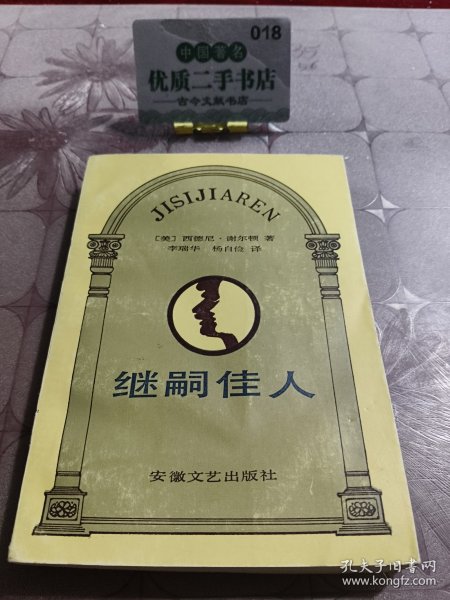 018
中国著名
优质二手书店
古今文献书店
JISIJIAREN
〔美〕西德尼·谢尔顿 著
李瑞华 杨自俭 译
继嗣佳人
安徽文艺出版社
孔夫子旧书网
www.kongfz.com